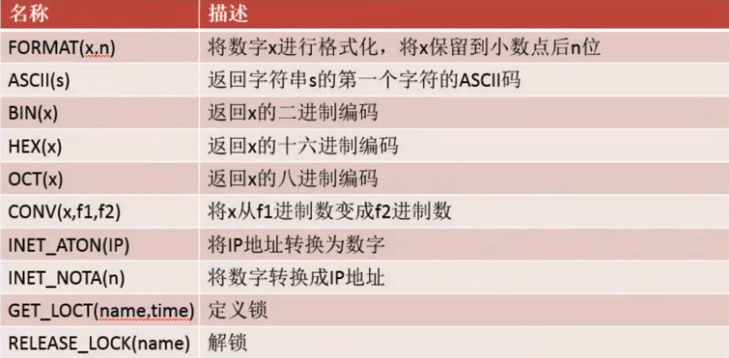 名称 描述
FORMAT(x,n) 将数字x进行格式化，将x保留到小数点后n位
ASCII(s) 返回字符串s的第一个字符的ASCII码
BIN(x) 返回x的二进制编码
HEX(x) 返回x的十六进制编码
OCT(x) 返回x的八进制编码
CONV(x,f1,f2) 将x从f1进制数变成f2进制数
INET_ATON(IP) 将IP地址转换为数字
INET_NOTA(n) 将数字转换成IP地址
GET_LOCT(name,time) 定义锁
RELEASE_LOCK(name) 解锁